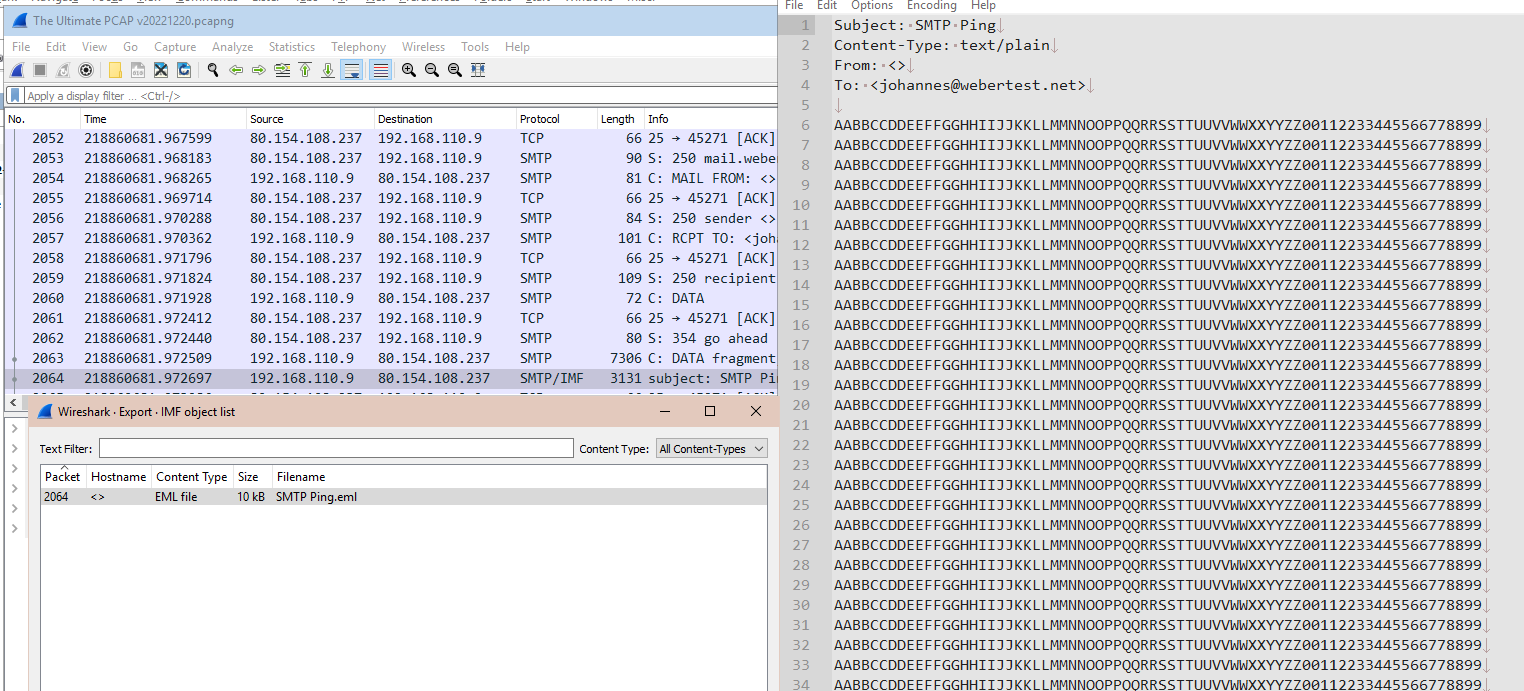 The Ultimate PCAP v20221220.pcapng
File Edit View Go Capture Analyze Statistics Telephony Wireless Tools Help
Apply a display filter ... <Ctrl-/>
No. Time Source Destination Protocol Length Info
2052 218860681.967599 80.154.108.237 192.168.110.9 TCP 66 25 → 45271 [ACK]
2053 218860681.968183 80.154.108.237 192.168.110.9 SMTP 90 S: 250 mail.webe
2054 218860681.968265 192.168.110.9 80.154.108.237 SMTP 81 C: MAIL FROM: <>
2055 218860681.969714 80.154.108.237 192.168.110.9 TCP 66 25 → 45271 [ACK]
2056 218860681.970288 80.154.108.237 192.168.110.9 SMTP 84 S: 250 sender <>
2057 218860681.970362 192.168.110.9 80.154.108.237 SMTP 101 C: RCPT TO: <joh
2058 218860681.971796 80.154.108.237 192.168.110.9 TCP 66 25 → 45271 [ACK]
2059 218860681.971824 80.154.108.237 192.168.110.9 SMTP 109 S: 250 recipient
2060 218860681.971928 192.168.110.9 80.154.108.237 SMTP 72 C: DATA
2061 218860681.972412 80.154.108.237 192.168.110.9 TCP 66 25 → 45271 [ACK]
2062 218860681.972440 80.154.108.237 192.168.110.9 SMTP 80 S: 354 go ahead
2063 218860681.972509 192.168.110.9 80.154.108.237 SMTP 7306 C: DATA fragment
2064 218860681.972697 192.168.110.9 80.154.108.237 SMTP/IMF 3131 subject: SMTP Pi
Wireshark · Export · IMF object list
Text Filter: Content Type: All Content-Types
Packet Hostname Content Type Size Filename
2064 <> EML file 10 kB SMTP Ping.eml
File Edit Options Encoding Help
1 Subject: SMTP Ping
2 Content-Type: text/plain
3 From: <>
4 To: <johannes@webertest.net>
5
6 AABBCCDDEEFFGGHHIIJJKKLLMMNNOOPPQQRRSSTTUUVVWWXXYYZZ00112233445566778899
7 AABBCCDDEEFFGGHHIIJJKKLLMMNNOOPPQQRRSSTTUUVVWWXXYYZZ00112233445566778899
8 AABBCCDDEEFFGGHHIIJJKKLLMMNNOOPPQQRRSSTTUUVVWWXXYYZZ00112233445566778899
9 AABBCCDDEEFFGGHHIIJJKKLLMMNNOOPPQQRRSSTTUUVVWWXXYYZZ00112233445566778899
10 AABBCCDDEEFFGGHHIIJJKKLLMMNNOOPPQQRRSSTTUUVVWWXXYYZZ00112233445566778899
11 AABBCCDDEEFFGGHHIIJJKKLLMMNNOOPPQQRRSSTTUUVVWWXXYYZZ00112233445566778899
12 AABBCCDDEEFFGGHHIIJJKKLLMMNNOOPPQQRRSSTTUUVVWWXXYYZZ00112233445566778899
13 AABBCCDDEEFFGGHHIIJJKKLLMMNNOOPPQQRRSSTTUUVVWWXXYYZZ00112233445566778899
14 AABBCCDDEEFFGGHHIIJJKKLLMMNNOOPPQQRRSSTTUUVVWWXXYYZZ00112233445566778899
15 AABBCCDDEEFFGGHHIIJJKKLLMMNNOOPPQQRRSSTTUUVVWWXXYYZZ00112233445566778899
16 AABBCCDDEEFFGGHHIIJJKKLLMMNNOOPPQQRRSSTTUUVVWWXXYYZZ00112233445566778899
17 AABBCCDDEEFFGGHHIIJJKKLLMMNNOOPPQQRRSSTTUUVVWWXXYYZZ00112233445566778899
18 AABBCCDDEEFFGGHHIIJJKKLLMMNNOOPPQQRRSSTTUUVVWWXXYYZZ00112233445566778899
19 AABBCCDDEEFFGGHHIIJJKKLLMMNNOOPPQQRRSSTTUUVVWWXXYYZZ00112233445566778899
20 AABBCCDDEEFFGGHHIIJJKKLLMMNNOOPPQQRRSSTTUUVVWWXXYYZZ00112233445566778899
21 AABBCCDDEEFFGGHHIIJJKKLLMMNNOOPPQQRRSSTTUUVVWWXXYYZZ00112233445566778899
22 AABBCCDDEEFFGGHHIIJJKKLLMMNNOOPPQQRRSSTTUUVVWWXXYYZZ00112233445566778899
23 AABBCCDDEEFFGGHHIIJJKKLLMMNNOOPPQQRRSSTTUUVVWWXXYYZZ00112233445566778899
24 AABBCCDDEEFFGGHHIIJJKKLLMMNNOOPPQQRRSSTTUUVVWWXXYYZZ00112233445566778899
25 AABBCCDDEEFFGGHHIIJJKKLLMMNNOOPPQQRRSSTTUUVVWWXXYYZZ00112233445566778899
26 AABBCCDDEEFFGGHHIIJJKKLLMMNNOOPPQQRRSSTTUUVVWWXXYYZZ00112233445566778899
27 AABBCCDDEEFFGGHHIIJJKKLLMMNNOOPPQQRRSSTTUUVVWWXXYYZZ00112233445566778899
28 AABBCCDDEEFFGGHHIIJJKKLLMMNNOOPPQQRRSSTTUUVVWWXXYYZZ00112233445566778899
29 AABBCCDDEEFFGGHHIIJJKKLLMMNNOOPPQQRRSSTTUUVVWWXXYYZZ00112233445566778899
30 AABBCCDDEEFFGGHHIIJJKKLLMMNNOOPPQQRRSSTTUUVVWWXXYYZZ00112233445566778899
31 AABBCCDDEEFFGGHHIIJJKKLLMMNNOOPPQQRRSSTTUUVVWWXXYYZZ00112233445566778899
32 AABBCCDDEEFFGGHHIIJJKKLLMMNNOOPPQQRRSSTTUUVVWWXXYYZZ00112233445566778899
33 AABBCCDDEEFFGGHHIIJJKKLLMMNNOOPPQQRRSSTTUUVVWWXXYYZZ00112233445566778899
34 AABBCCDDEEFFGGHHIIJJKKLLMMNNOOPPQQRRSSTTUUVVWWXXYYZZ00112233445566778899